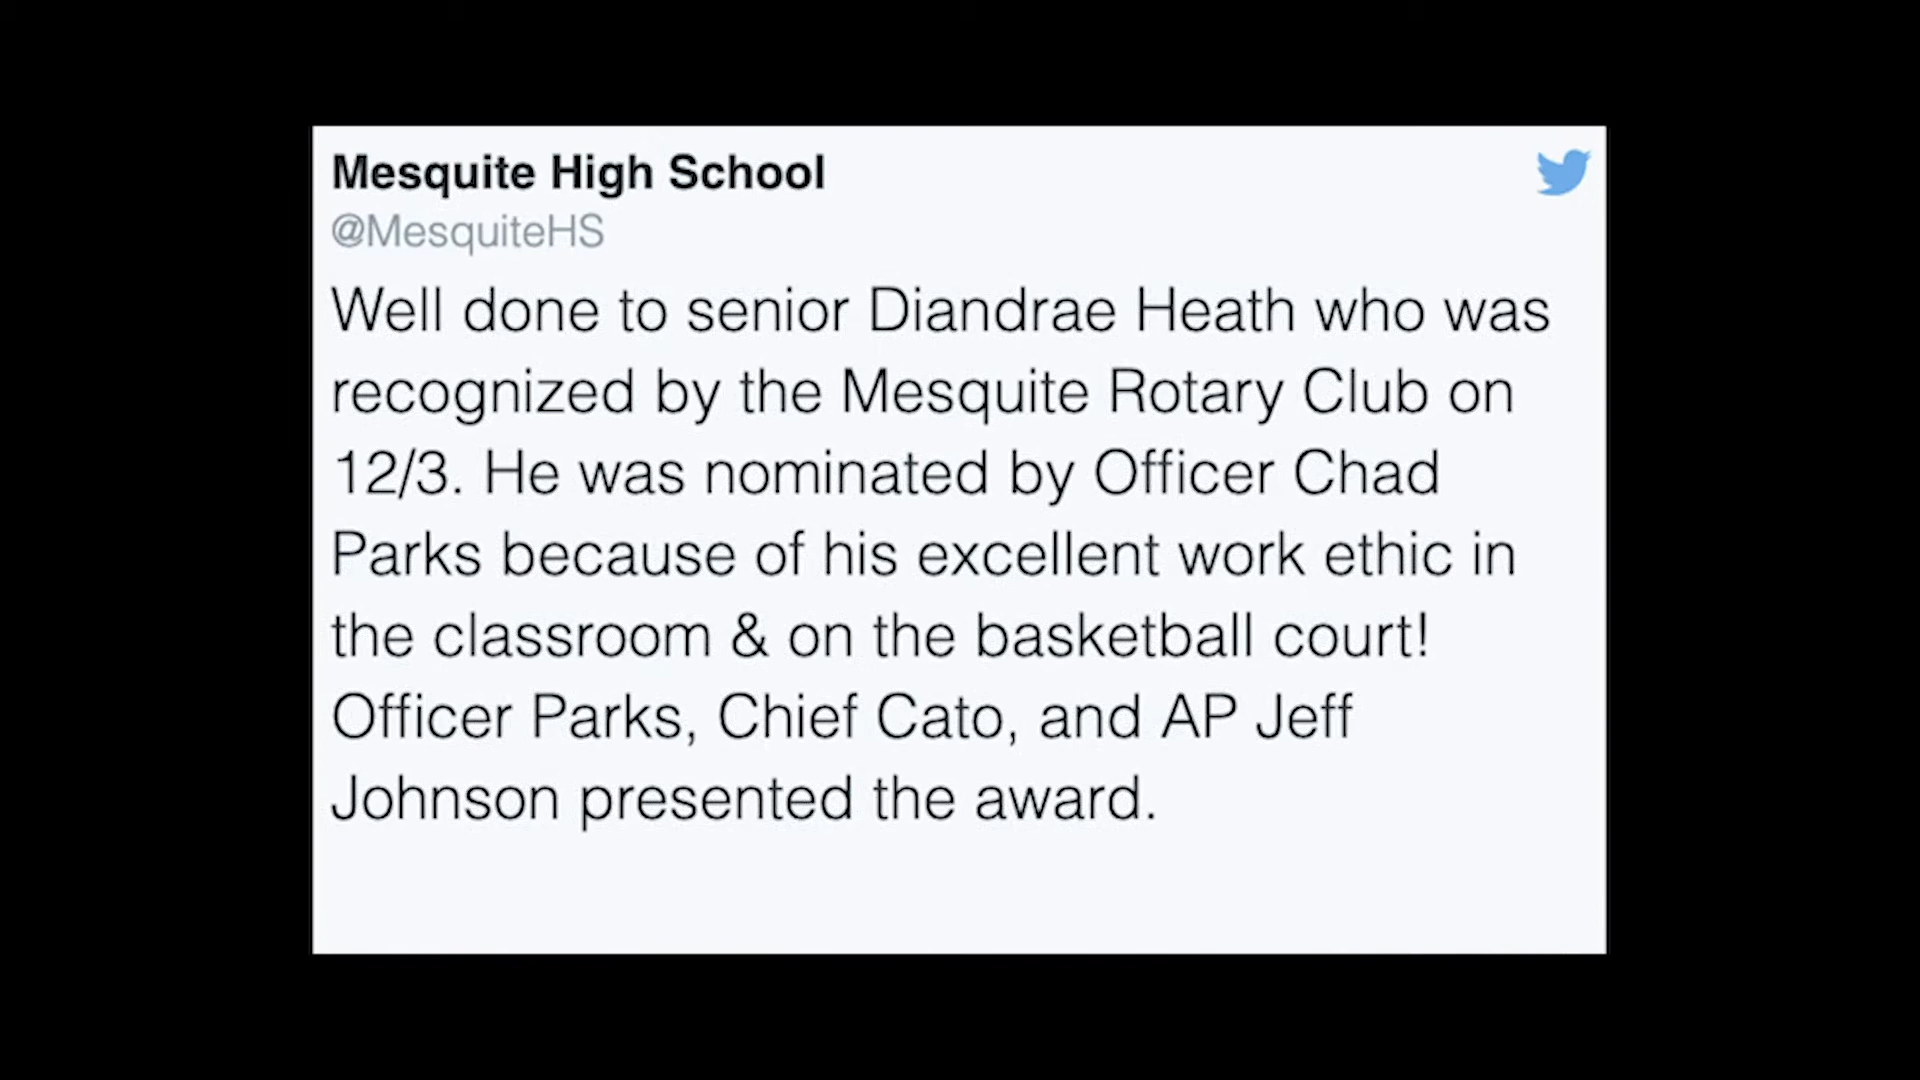 Mesquite High School
@MesquiteHS
Well done to senior Diandrae Heath who was
recognized by the Mesquite Rotary Club on
12/3. He was nominated by Officer Chad
Parks because of his excellent work ethic in
the classroom & on the basketball court!
Officer Parks, Chief Cato, and AP Jeff
Johnson presented the award.